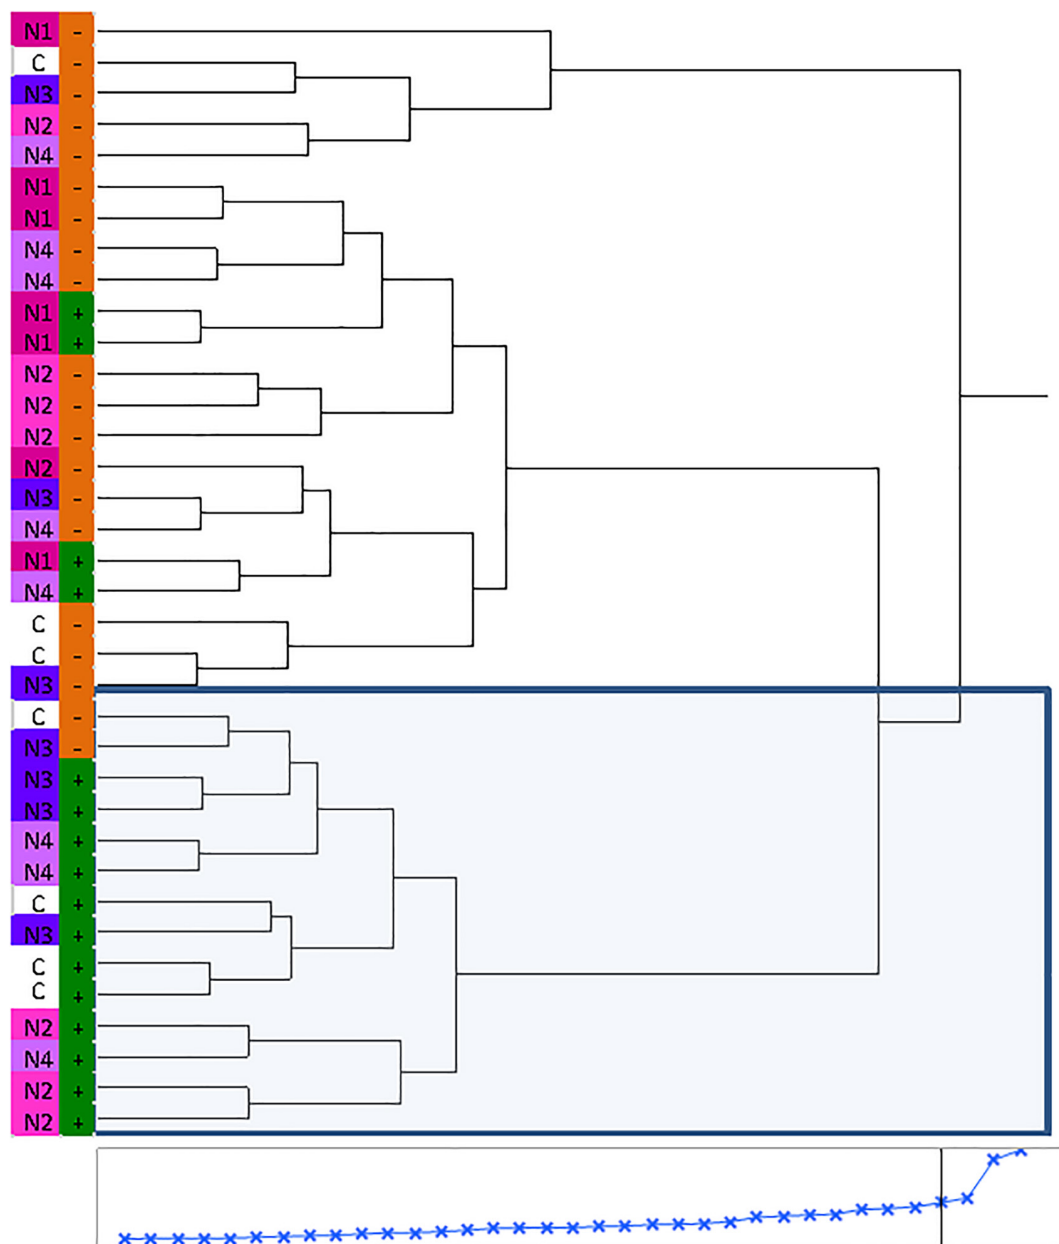 N1 -
C -
N3 -
N2 -
N4 -
N1 -
N1 -
N4 -
N4 -
N1 +
N1 +
N2 -
N2 -
N2 -
N2 -
N3 -
N4 -
N1 +
N4 +
C -
C -
N3 -
C -
N3 -
N3 +
N3 +
N4 +
N4 +
C +
N3 +
C +
C +
N2 +
N4 +
N2 +
N2 +